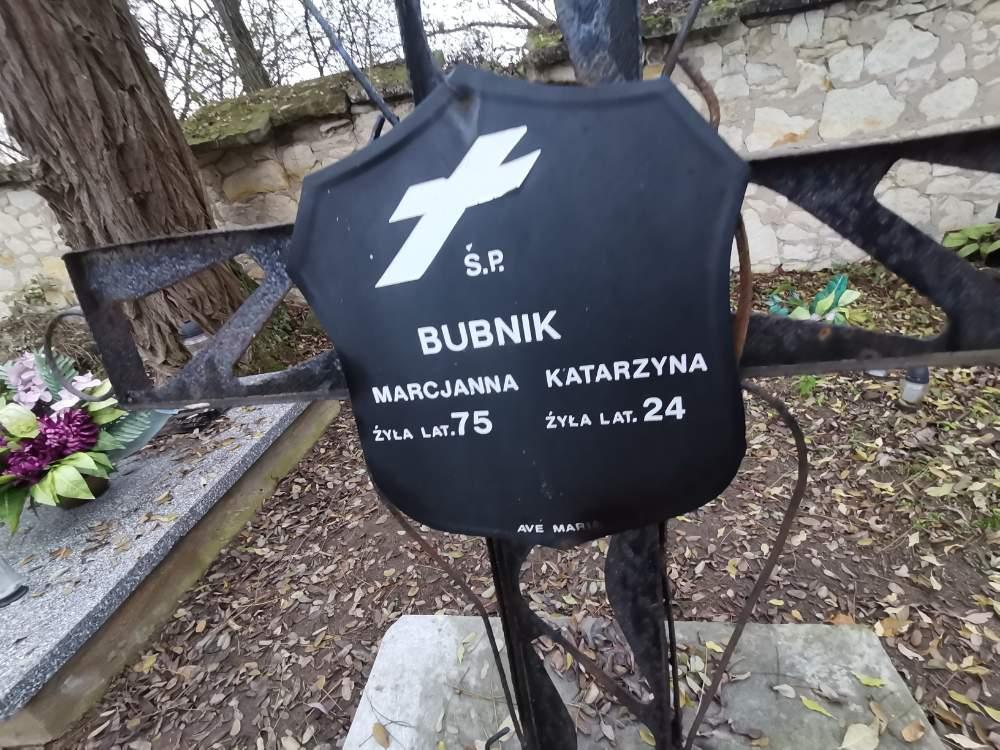 Ś.P.
BUBNIK
MARCJANNA KATARZYNA
ŻYŁA LAT.75 ŻYŁA LAT.24
AVE MARIA